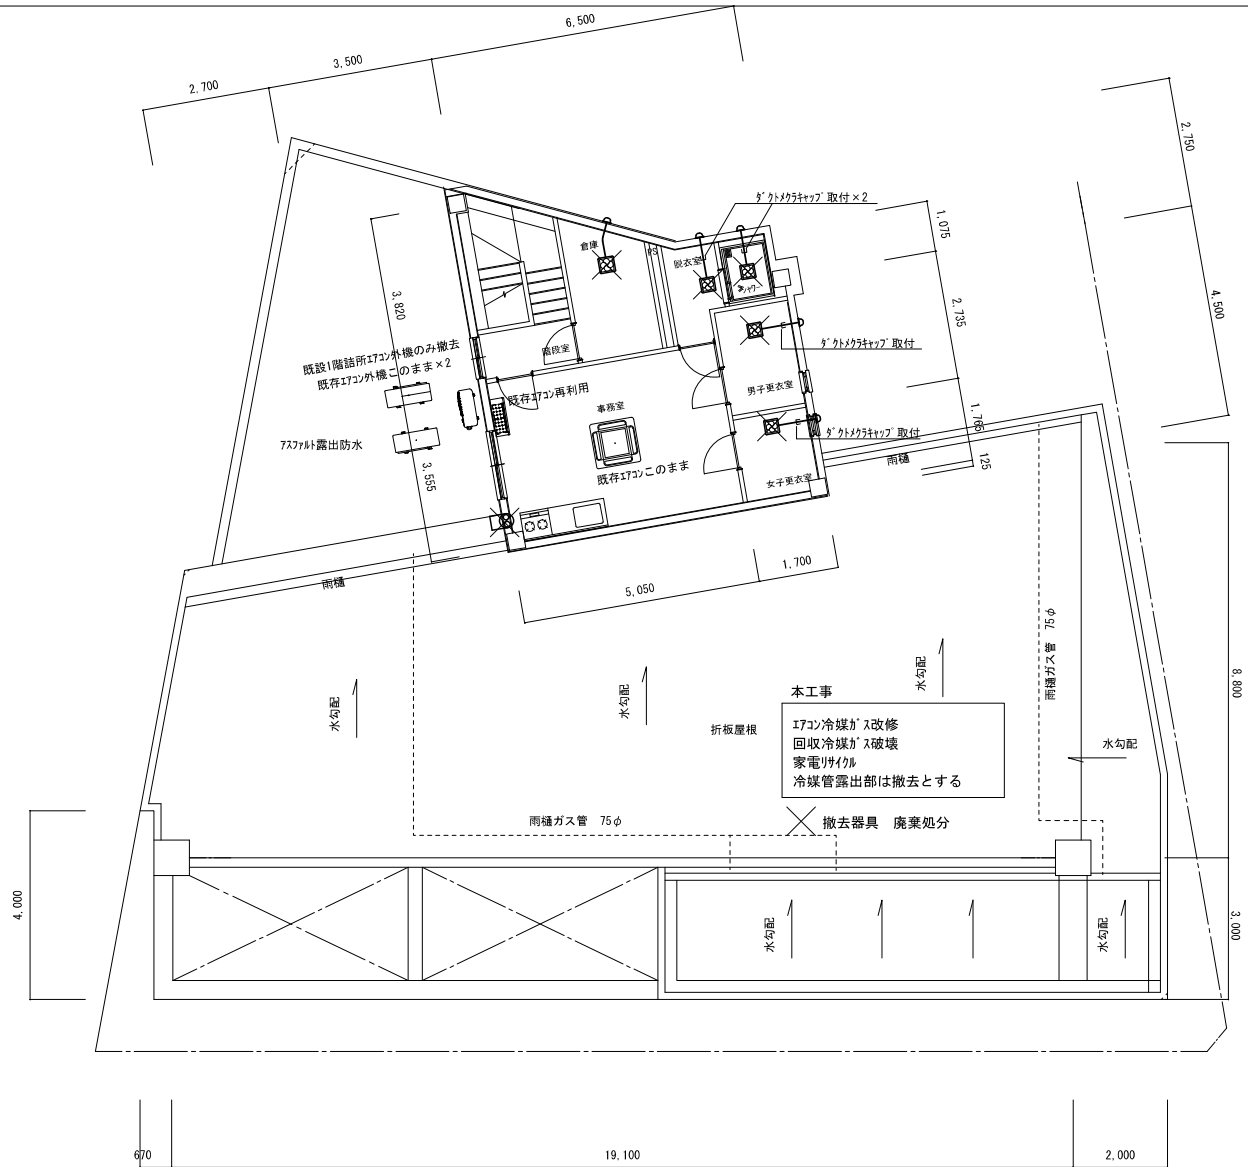 6,500
3,500
2,700
2,750
4,500
ﾀﾞｸﾄﾒｸﾗｷｬｯﾌﾟ取付×2
1,075
倉庫
PS
脱衣室
シャワー
3,820
2,735
階段室
既設1階詰所ｴｱｺﾝ外機のみ撤去
既存ｴｱｺﾝ外機このまま×2
ﾀﾞｸﾄﾒｸﾗｷｬｯﾌﾟ取付
既存ｴｱｺﾝ再利用
事務室
男子更衣室
1,765
ｱｽﾌｧﾙﾄ露出防水
ﾀﾞｸﾄﾒｸﾗｷｬｯﾌﾟ取付
3,555
既存ｴｱｺﾝこのまま
女子更衣室
雨樋
125
雨樋
5,050
1,700
雨樋ガス管 75φ
水勾配
水勾配
水勾配
8,800
本工事
ｴｱｺﾝ冷媒ｶﾞｽ改修
回収冷媒ｶﾞｽ破壊
家電ﾘｻｲｸﾙ
冷媒管露出部は撤去とする
折板屋根
水勾配
雨樋ガス管 75φ
撤去器具 廃棄処分
4,000
水勾配
水勾配
3,000
670
19,100
2,000